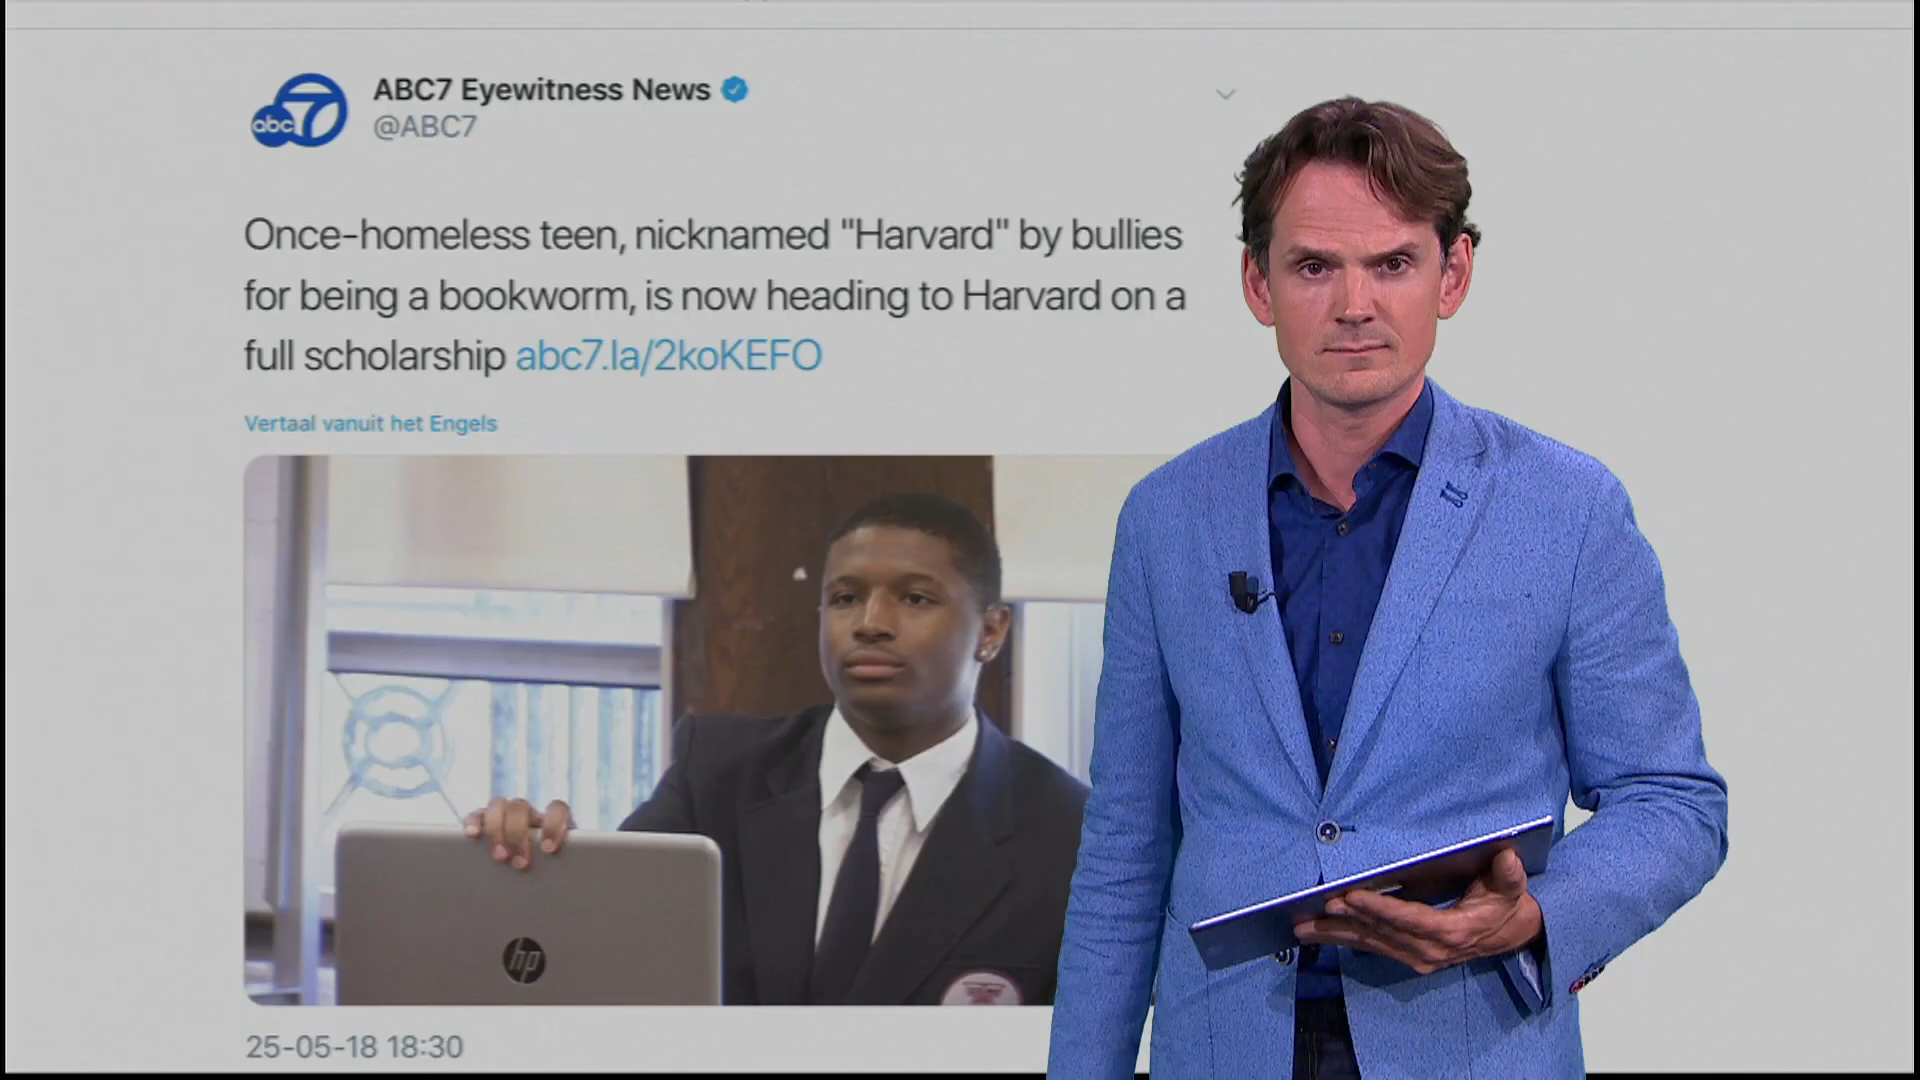 abc7
ABC7 Eyewitness News
@ABC7
Once-homeless teen, nicknamed "Harvard" by bullies
for being a bookworm, is now heading to Harvard on a
full scholarship abc7.la/2koKEFO
Vertaal vanuit het Engels
hp
25-05-18 18:30